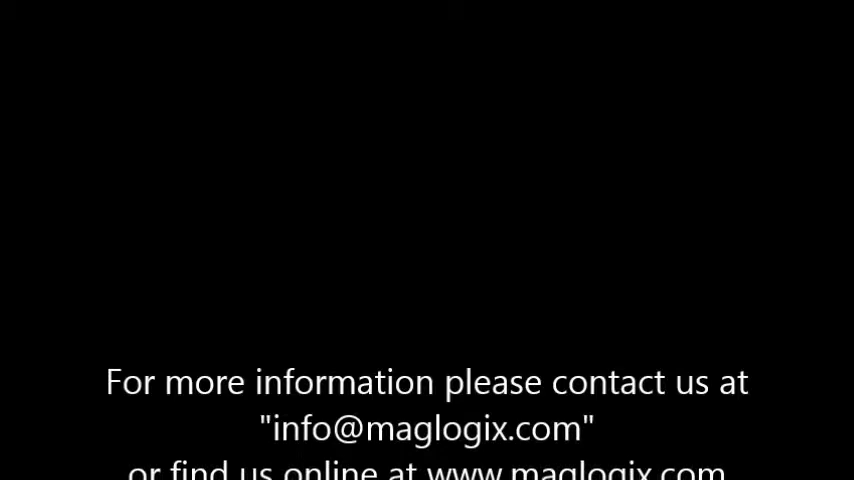 For more information please contact us at
"info@maglogix.com"
or find us online at www.maglogix.com